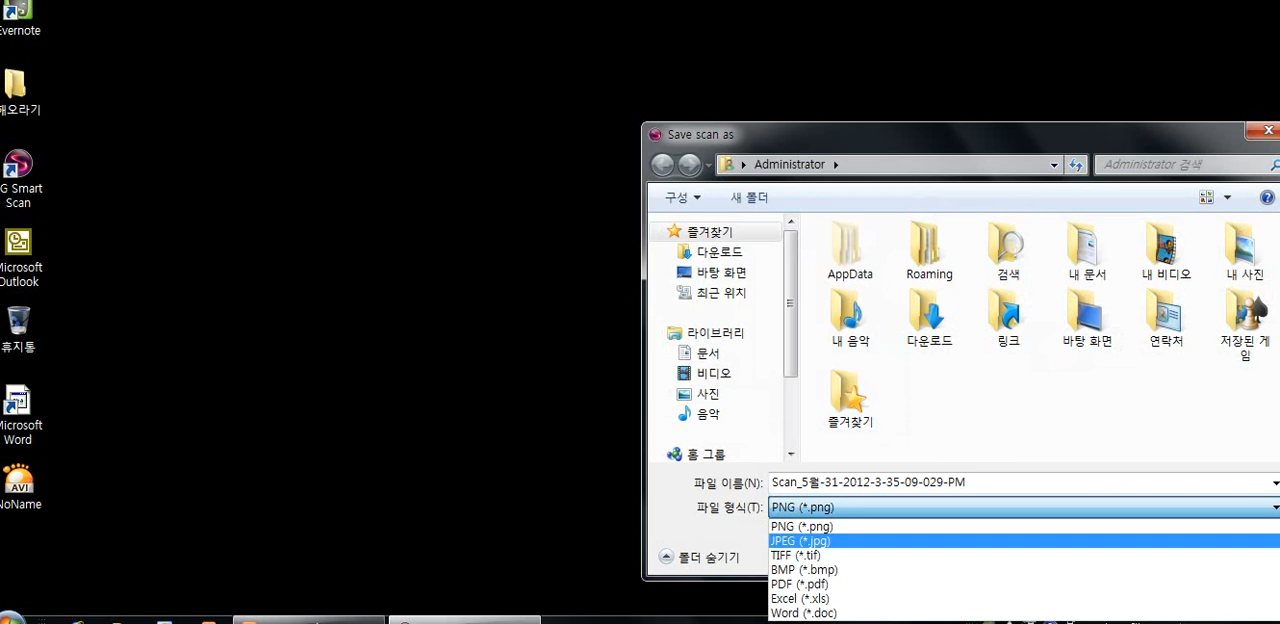 Evernote
해오라기
G Smart
Scan
Microsoft
Outlook
휴지통
Microsoft
Word
AVI
NoName
Save scan as
Administrator
Administrator 검색
구성
새 폴더
즐겨찾기
다운로드
바탕 화면
최근 위치
라이브러리
문서
비디오
사진
음악
홈 그룹
AppData
Roaming
검색
내 문서
내 비디오
내 사진
내 음악
다운로드
링크
바탕 화면
연락처
저장된 게
임
즐겨찾기
파일 이름(N):
Scan_5월-31-2012-3-35-09-029-PM
파일 형식(T):
PNG (*.png)
PNG (*.png)
JPEG (*.jpg)
TIFF (*.tif)
BMP (*.bmp)
PDF (*.pdf)
Excel (*.xls)
Word (*.doc)
폴더 숨기기